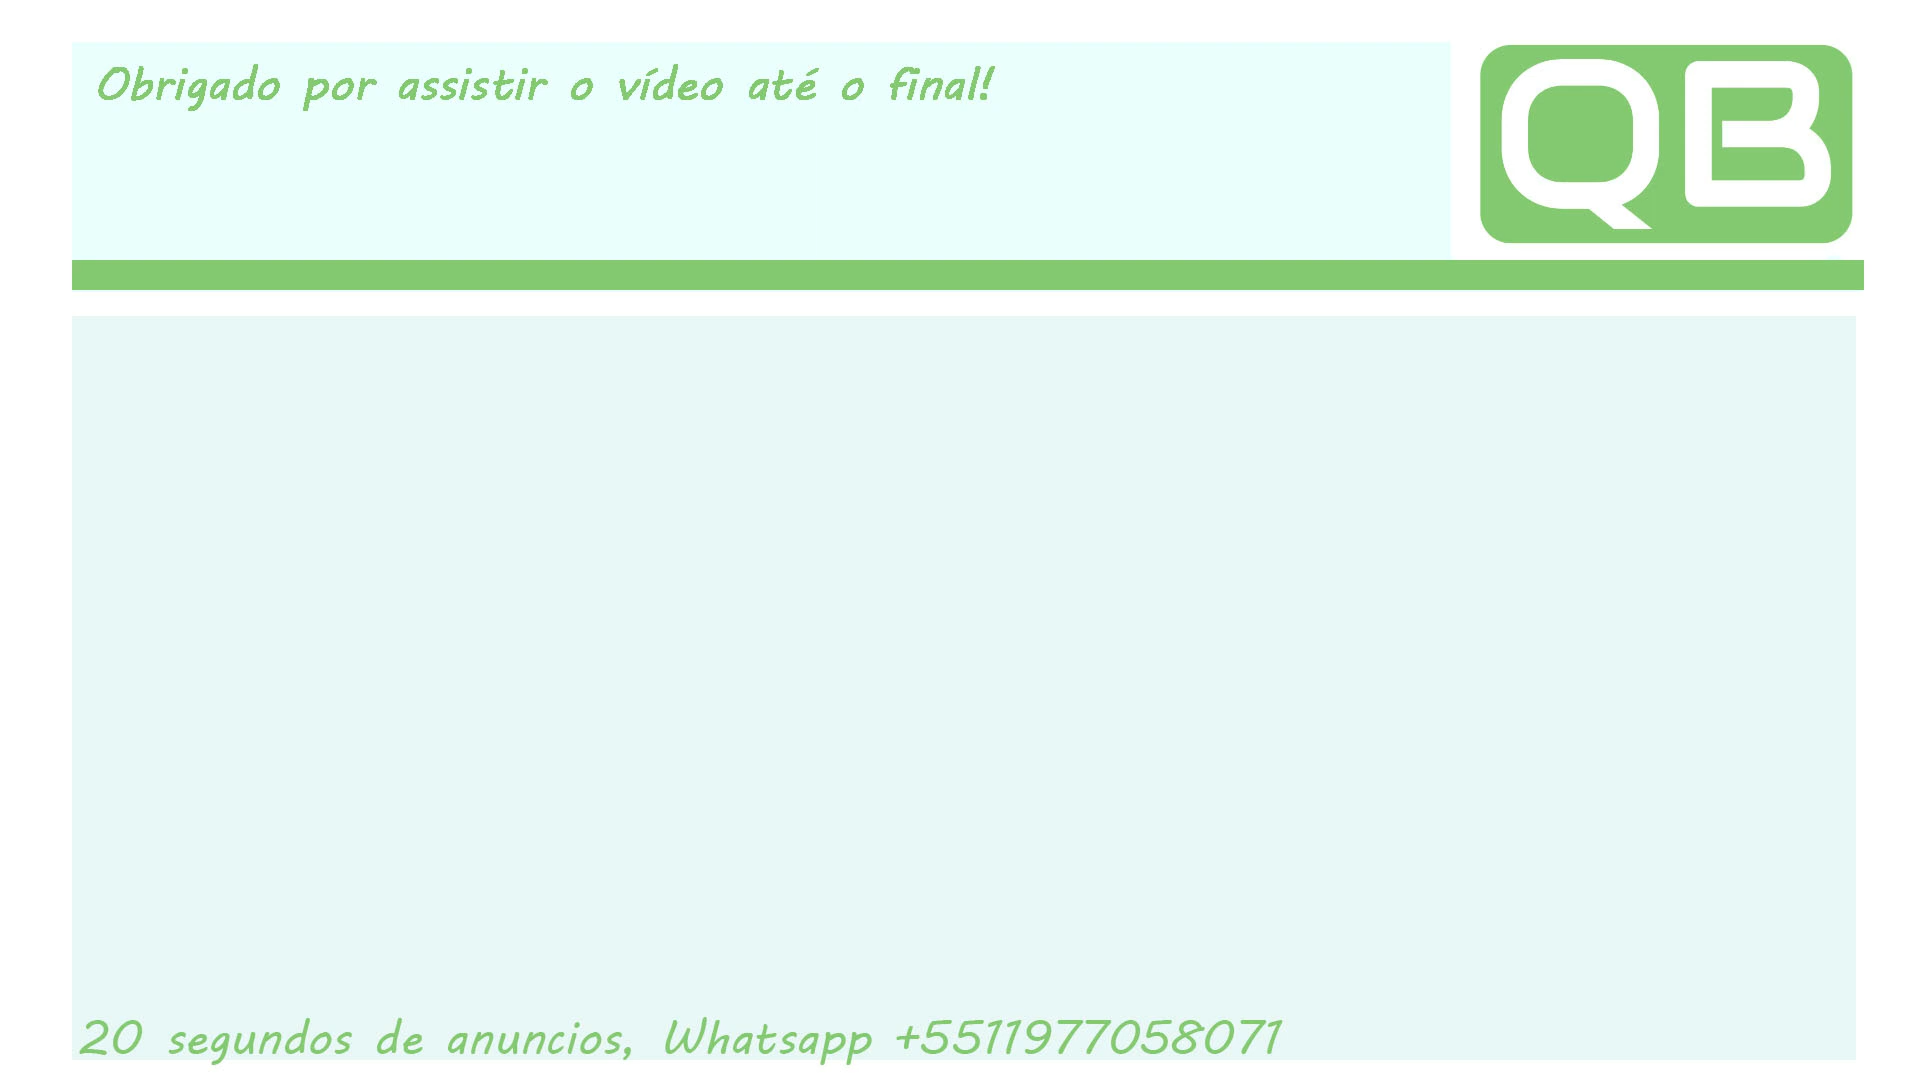 Obrigado por assistir o vídeo até o final!
QB
20 segundos de anuncios, Whatsapp +5511977058071